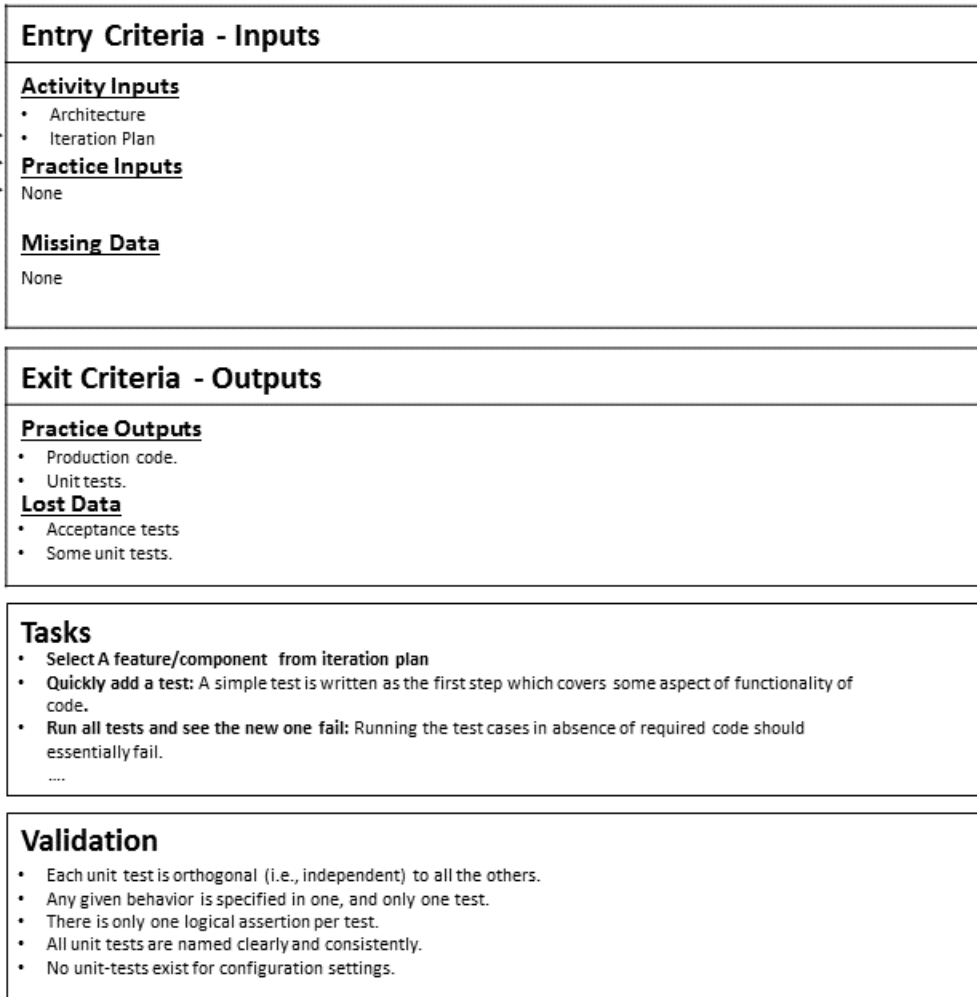 Entry Criteria - Inputs
Activity Inputs
• Architecture
• Iteration Plan
Practice Inputs
None
Missing Data
None
Exit Criteria - Outputs
Practice Outputs
• Production code.
• Unit tests.
Lost Data
• Acceptance tests
• Some unit tests.
Tasks
• Select A feature/component from iteration plan
• Quickly add a test: A simple test is written as the first step which covers some aspect of functionality of
code.
• Run all tests and see the new one fail: Running the test cases in absence of required code should
essentially fail.
....
Validation
• Each unit test is orthogonal (i.e., independent) to all the others.
• Any given behavior is specified in one, and only one test.
• There is only one logical assertion per test.
• All unit tests are named clearly and consistently.
• No unit-tests exist for configuration settings.